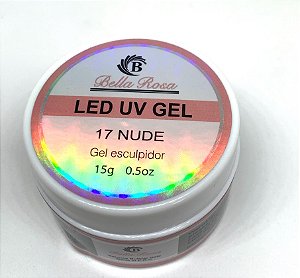 B
Bella Rosa
LED UV GEL
17 NUDE
Gel esculpidor
15g 0.5oz